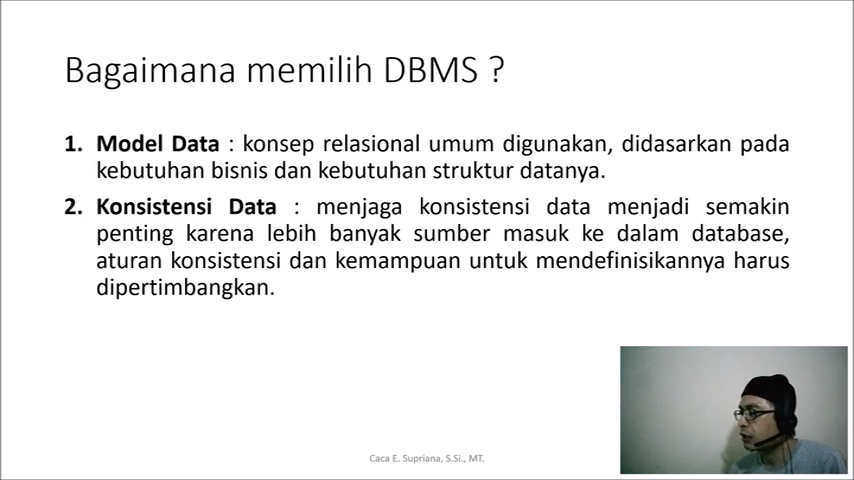 Bagaimana memilih DBMS ?
1. Model Data : konsep relasional umum digunakan, didasarkan pada
kebutuhan bisnis dan kebutuhan struktur datanya.
2. Konsistensi Data : menjaga konsistensi data menjadi semakin
penting karena lebih banyak sumber masuk ke dalam database,
aturan konsistensi dan kemampuan untuk mendefinisikannya harus
dipertimbangkan.
Caca E. Supriana, S.Si., MT.